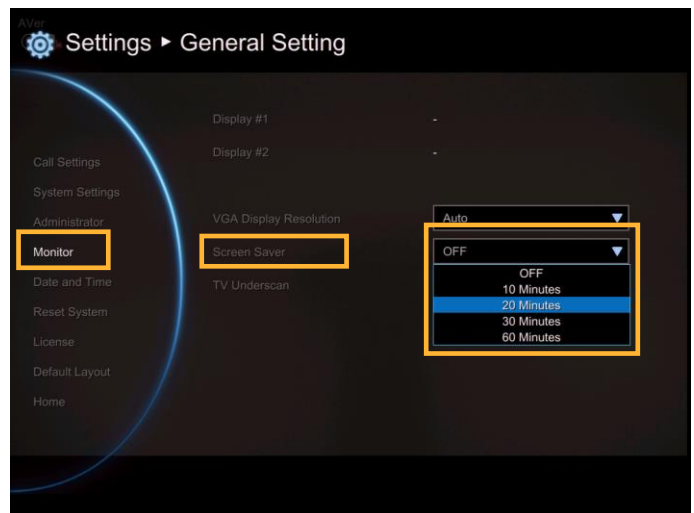 AVer
Settings ▸ General Setting
Display #1 -
Display #2 -
Call Settings
System Settings
Administrator
VGA Display Resolution Auto
Monitor
Screen Saver OFF
OFF
10 Minutes
20 Minutes
30 Minutes
60 Minutes
Date and Time
TV Underscan
Reset System
License
Default Layout
Home